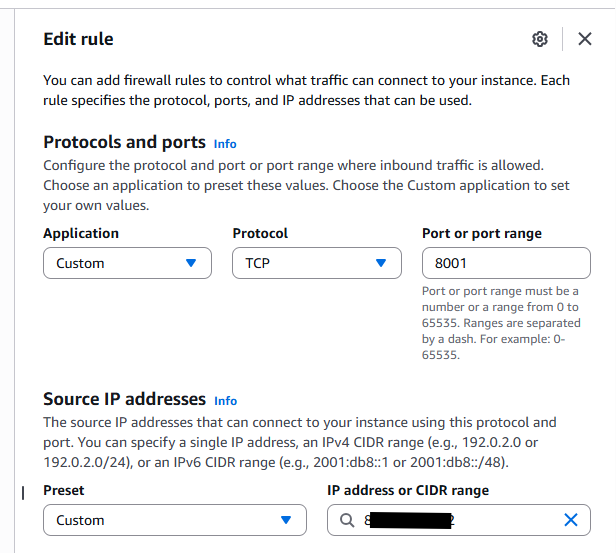 Edit rule
You can add firewall rules to control what traffic can connect to your instance. Each
rule specifies the protocol, ports, and IP addresses that can be used.
Protocols and ports Info
Configure the protocol and port or port range where inbound traffic is allowed.
Choose an application to preset these values. Choose the Custom application to set
your own values.
Application Protocol Port or port range
Custom TCP 8001
Port or port range must be a
number or a range from 0 to
65535. Ranges are separated
by a dash. For example: 0-
65535.
Source IP addresses Info
The source IP addresses that can connect to your instance using this protocol and
port. You can specify a single IP address, an IPv4 CIDR range (e.g., 192.0.2.0 or
192.0.2.0/24), or an IPv6 CIDR range (e.g., 2001:db8::1 or 2001:db8::/48).
Preset IP address or CIDR range
Custom